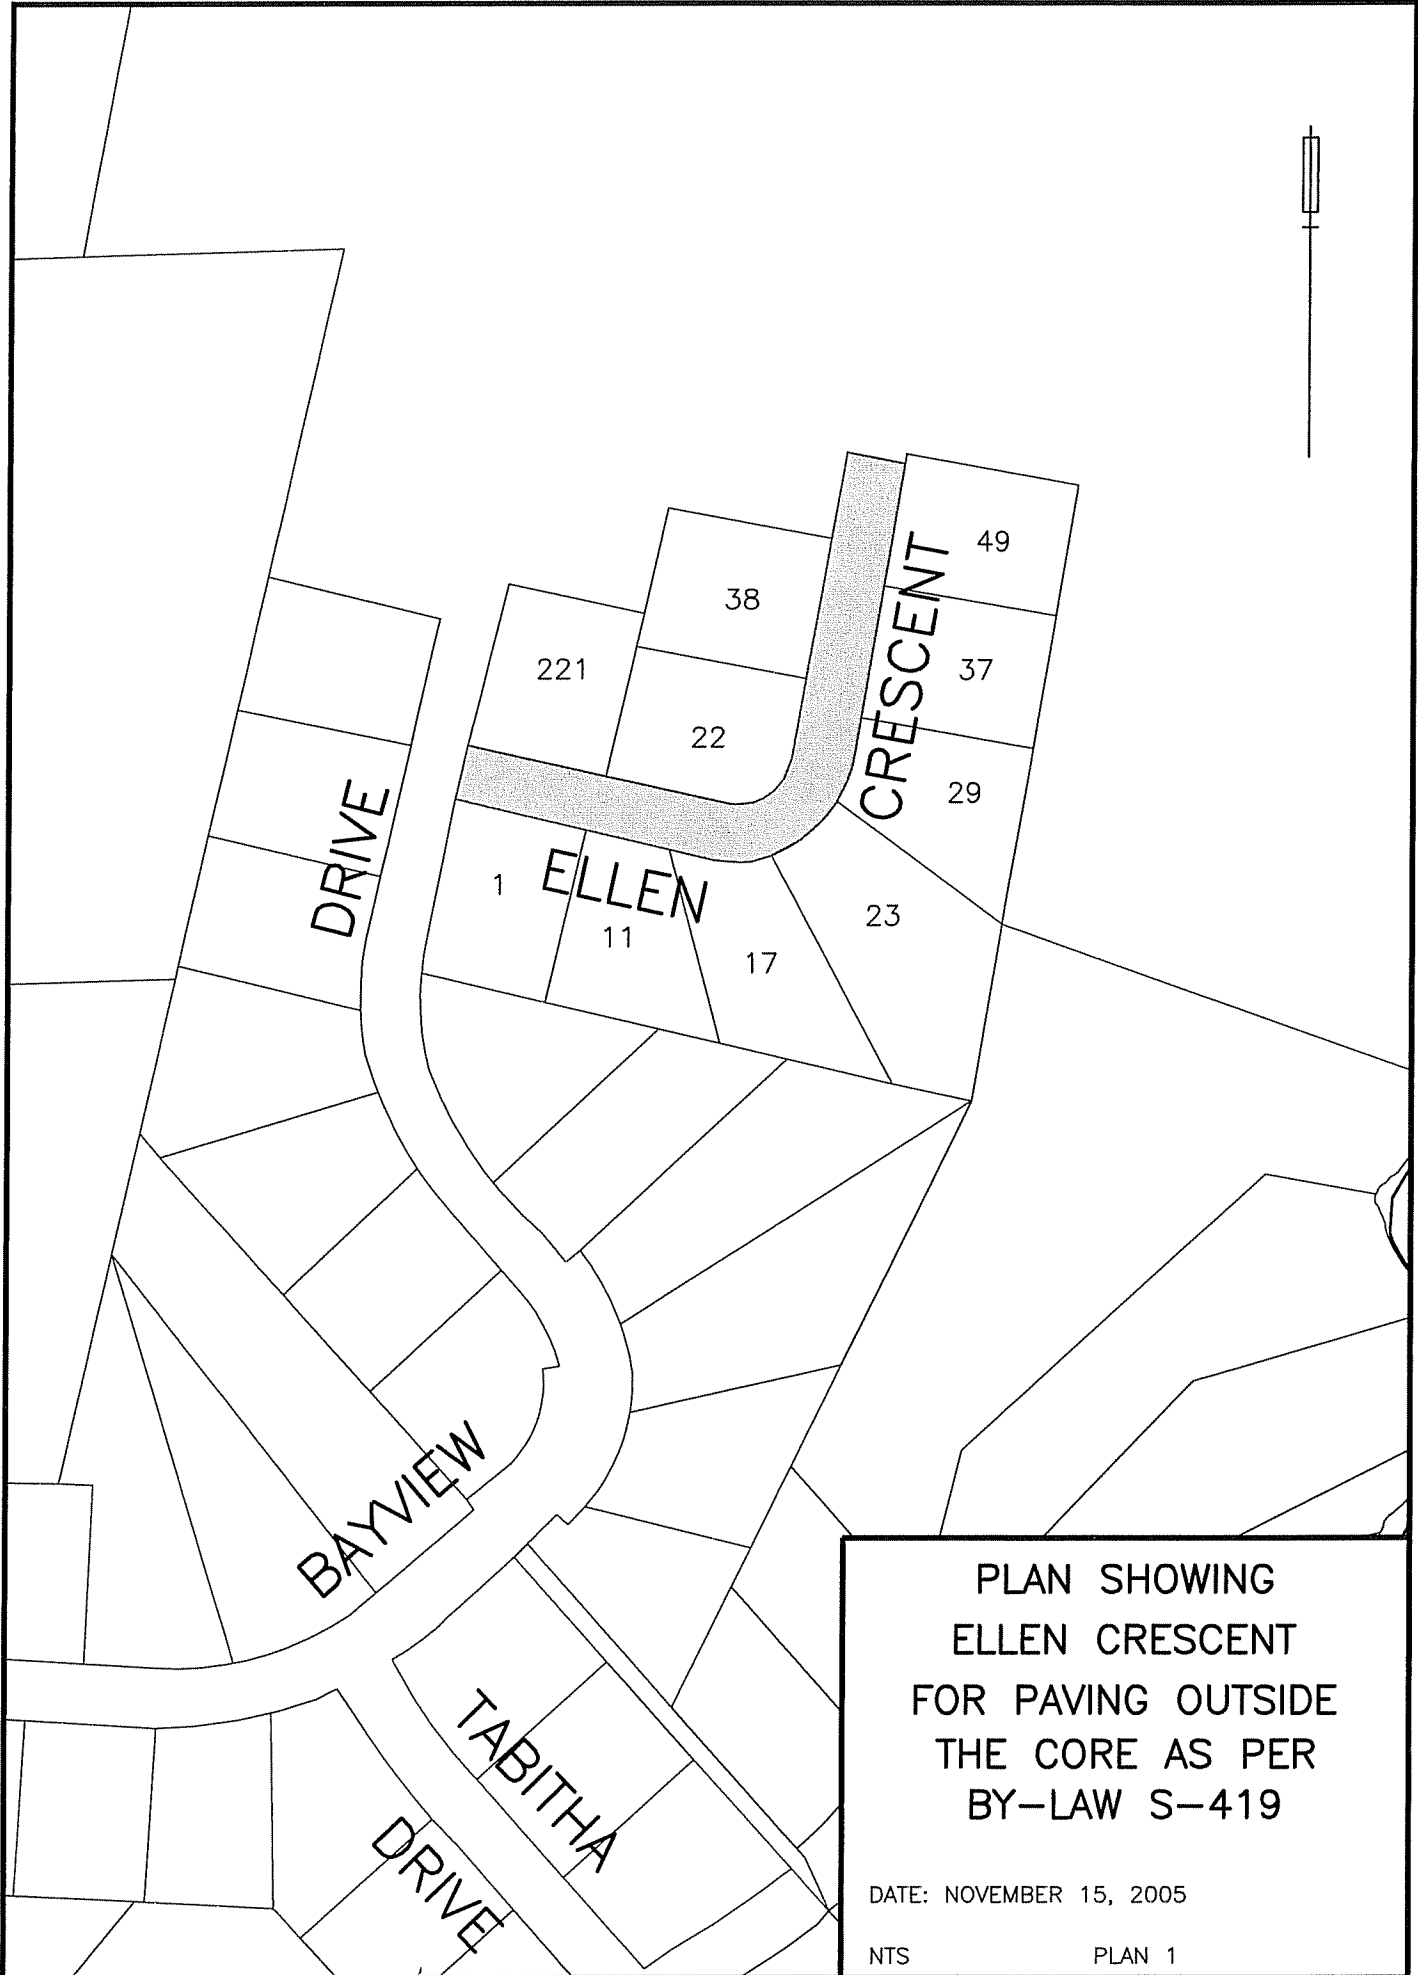 49
38
CRESCENT
37
221
22
29
DRIVE
1
ELLEN
23
11
17
BAYVIEW
TABITHA
DRIVE
PLAN SHOWING
ELLEN CRESCENT
FOR PAVING OUTSIDE
THE CORE AS PER
BY-LAW S-419
DATE: NOVEMBER 15, 2005
NTS PLAN 1